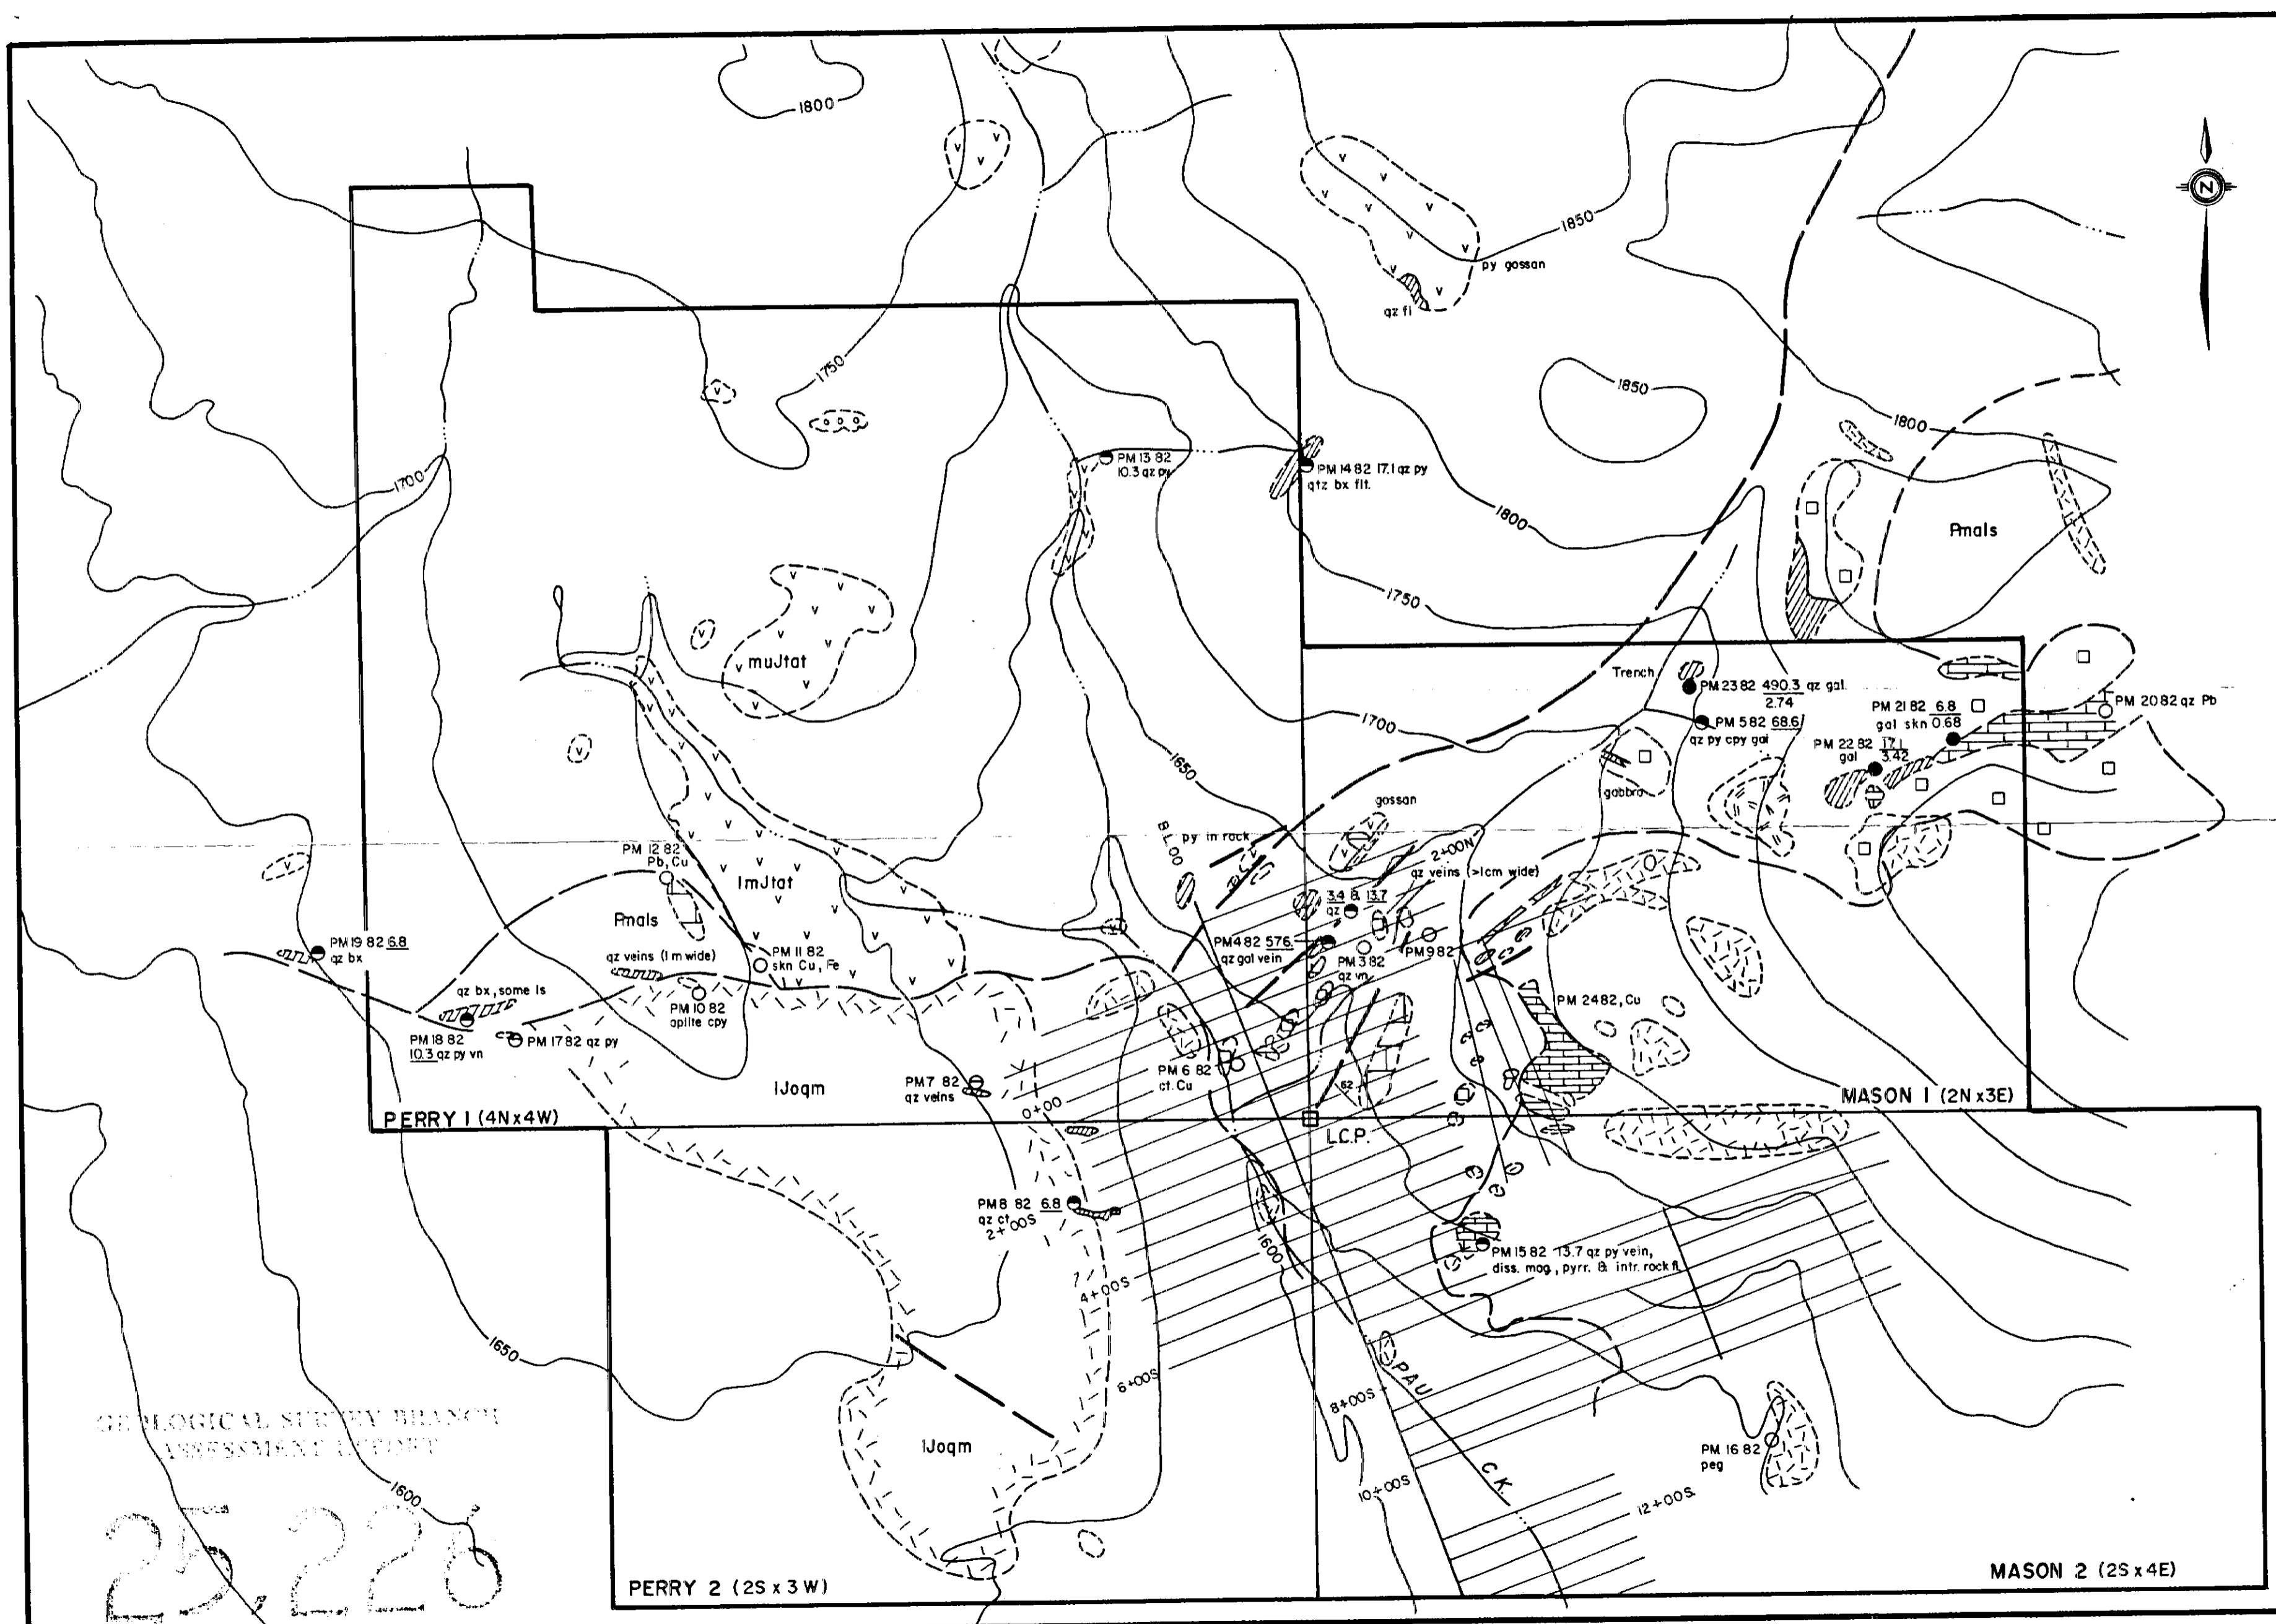 1800
N
1850
py gossan
qz fl
1750
1850
1800
1700
PM 13 82
10.3 qz py
PM 14 82 17.1 qz py
qtz bx flt.
1800
Pmals
1750
muJtat
Trench
PM 23 82 490.3 qz gal.
2.74
PM 20 82 qz Pb
PM 21 82 6.8
gal skn 0.68
1700
PM 5 82 68.6
qz py cpy gal
PM 22 82 17.1
gal 3.42
1650
gabbro
gossan
B.L.00
py in rock
2+00N
PM 12 82
Pb, Cu
qz veins (>1cm wide)
lmJtat
3.4 & 13.7
qz
Pmals
PM 19 82 6.8
qz bx
PM 4 82 576.
qz gal vein
PM 9 82
PM 3 82
qz vn
qz veins (1 m wide)
PM 11 82
skn Cu, Fe
qz bx, some ls
PM 10 82
aplite cpy
PM 24 82, Cu
PM 18 82
10.3 qz py vn
PM 17 82 qz py
PM 6 82
ct. Cu
62
lJoqm
PM 7 82
qz veins
0+00
MASON 1 (2N x 3E)
PERRY 1 (4N x 4W)
L.C.P.
PM 8 82 6.8
qz ct
2+00S
1600
PM 15 82 13.7 qz py vein,
diss. mag., pyrr. & intr. rock fl.
4+00S
1650
6+00S
PAU CK.
8+00S
GEOLOGICAL SURVEY BRANCH
ASSESSMENT REPORT
lJoqm
PM 16 82
peg
1600
10+00S
12+00S
25,226
PERRY 2 (2S x 3W)
MASON 2 (2S x 4E)